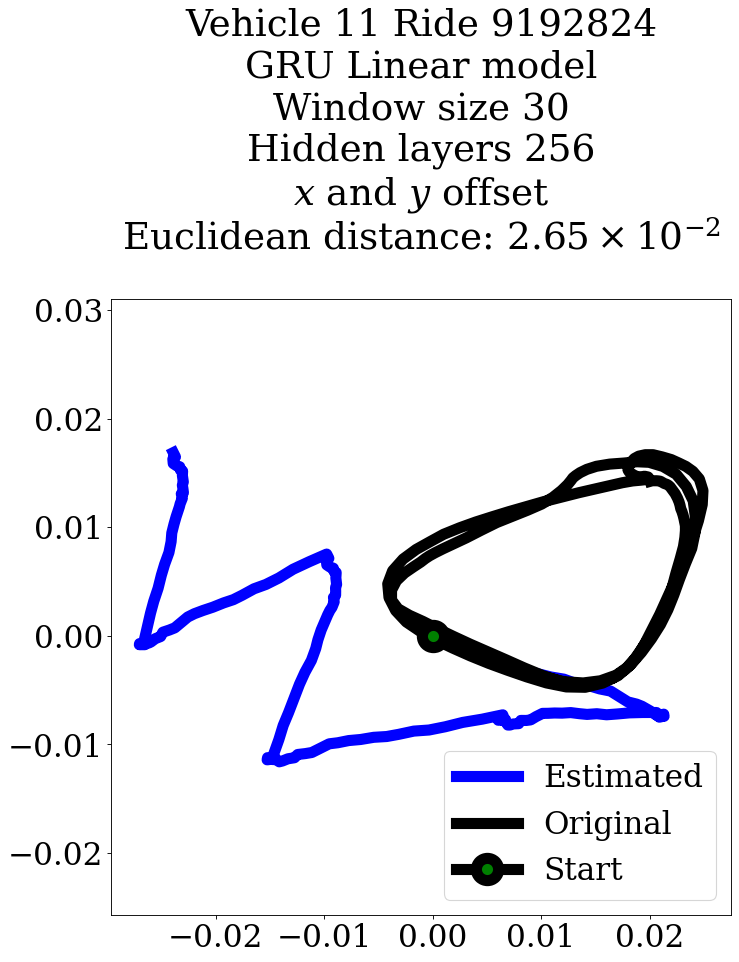 Vehicle 11 Ride 9192824
GRU Linear model
Window size 30
Hidden layers 256
x and y offset
Euclidean distance: 2.65 × 10⁻²
0.03
0.02
0.01
0.00
−0.01
−0.02
Estimated
Original
Start
−0.02 −0.01 0.00 0.01 0.02